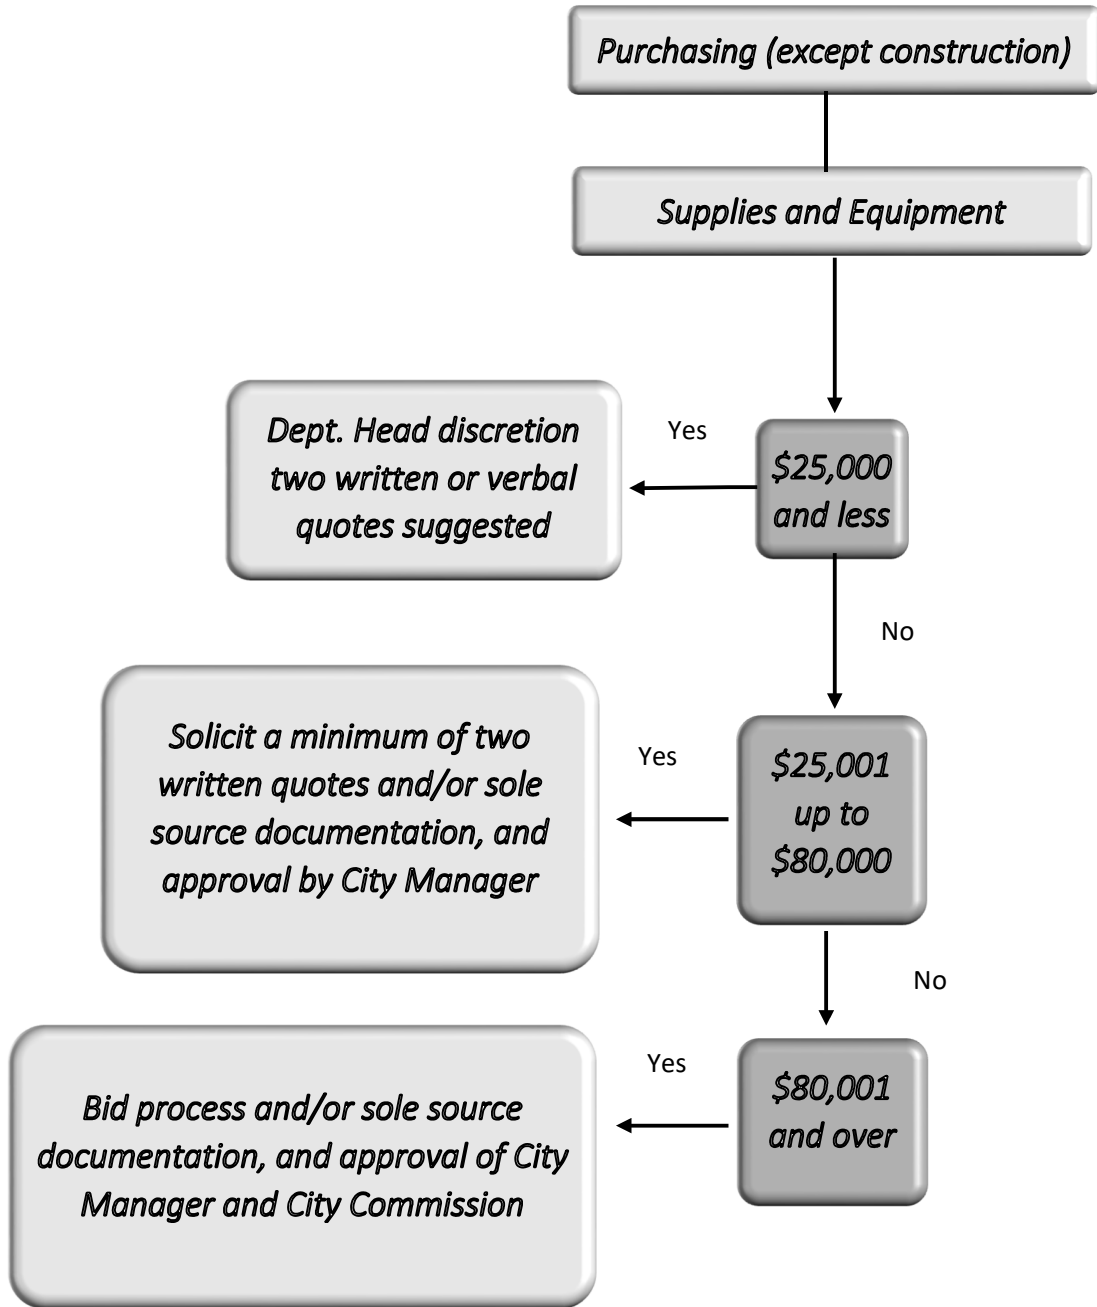 Purchasing (except construction)
Supplies and Equipment
Dept. Head discretion
two written or verbal
quotes suggested
Yes
$25,000
and less
No
Solicit a minimum of two
written quotes and/or sole
source documentation, and
approval by City Manager
Yes
$25,001
up to
$80,000
No
Bid process and/or sole source
documentation, and approval of City
Manager and City Commission
Yes
$80,001
and over